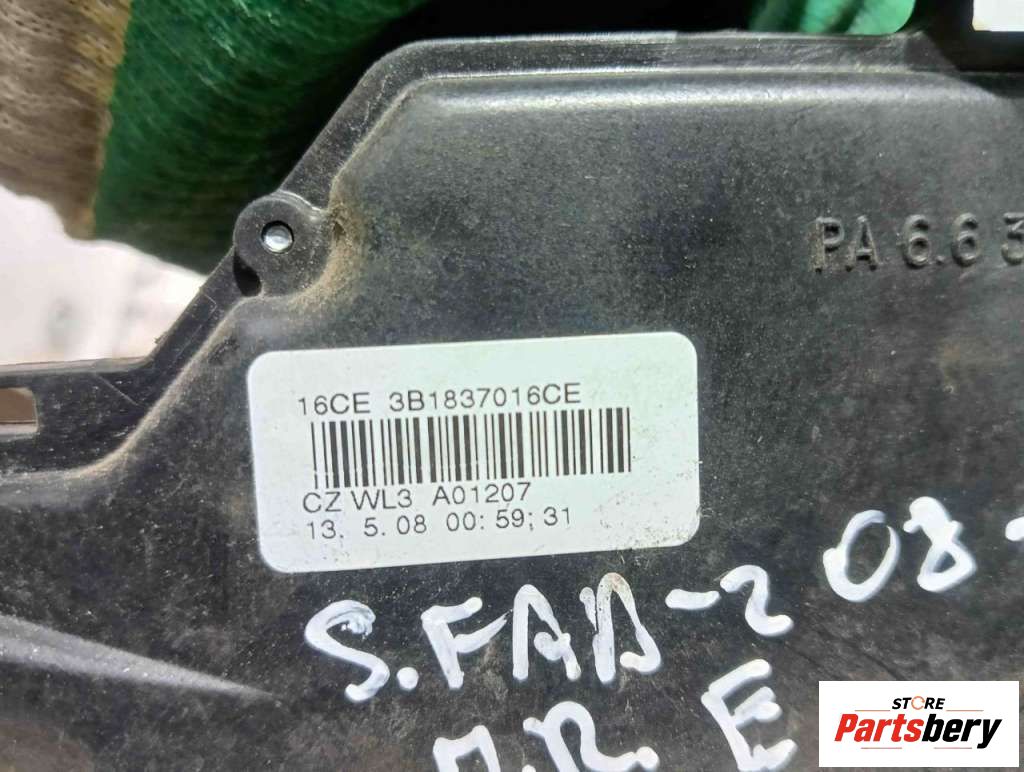 PA 6.6 3
16CE 3B1837016CE
CZ WL3 A01207
13. 5.08 00:59:31
08-
S.FAD-2
П.R. E
STORE
Partsbery